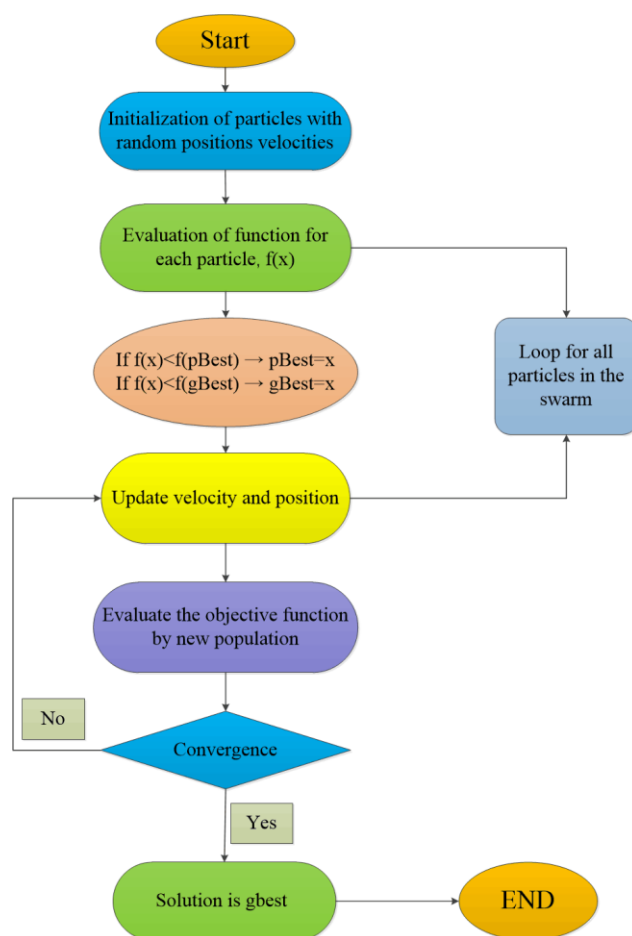 Start
Initialization of particles with
random positions velocities
Evaluation of function for
each particle, f(x)
If f(x)<f(pBest) → pBest=x
If f(x)<f(gBest) → gBest=x
Loop for all
particles in the
swarm
Update velocity and position
Evaluate the objective function
by new population
No
Convergence
Yes
Solution is gbest
END